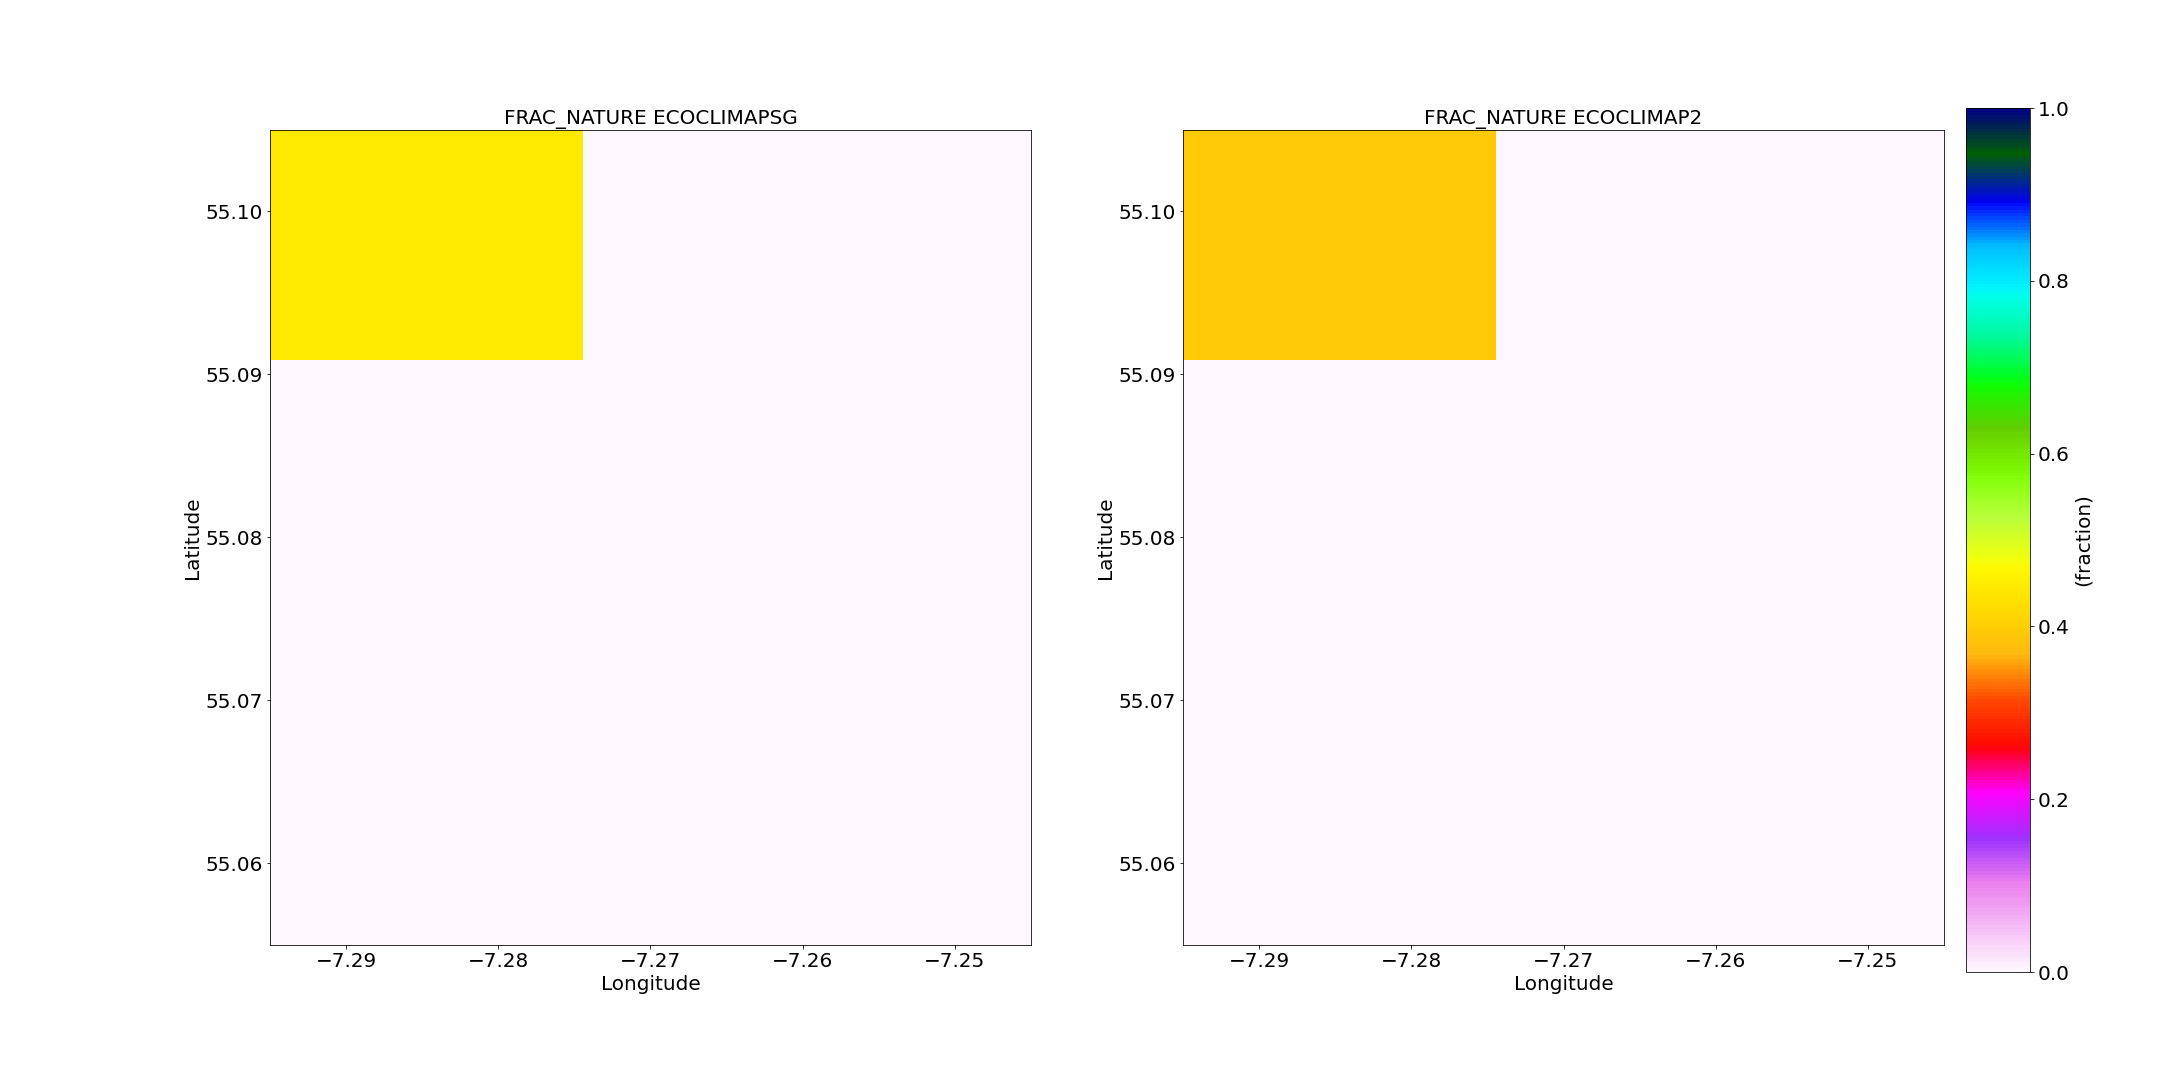 FRAC_NATURE ECOCLIMAPSG
55.10
55.09
55.08
55.07
55.06
Latitude
−7.29 −7.28 −7.27 −7.26 −7.25
Longitude
FRAC_NATURE ECOCLIMAP2
55.10
55.09
55.08
55.07
55.06
Latitude
−7.29 −7.28 −7.27 −7.26 −7.25
Longitude
1.0
0.8
0.6
0.4
0.2
0.0
(fraction)